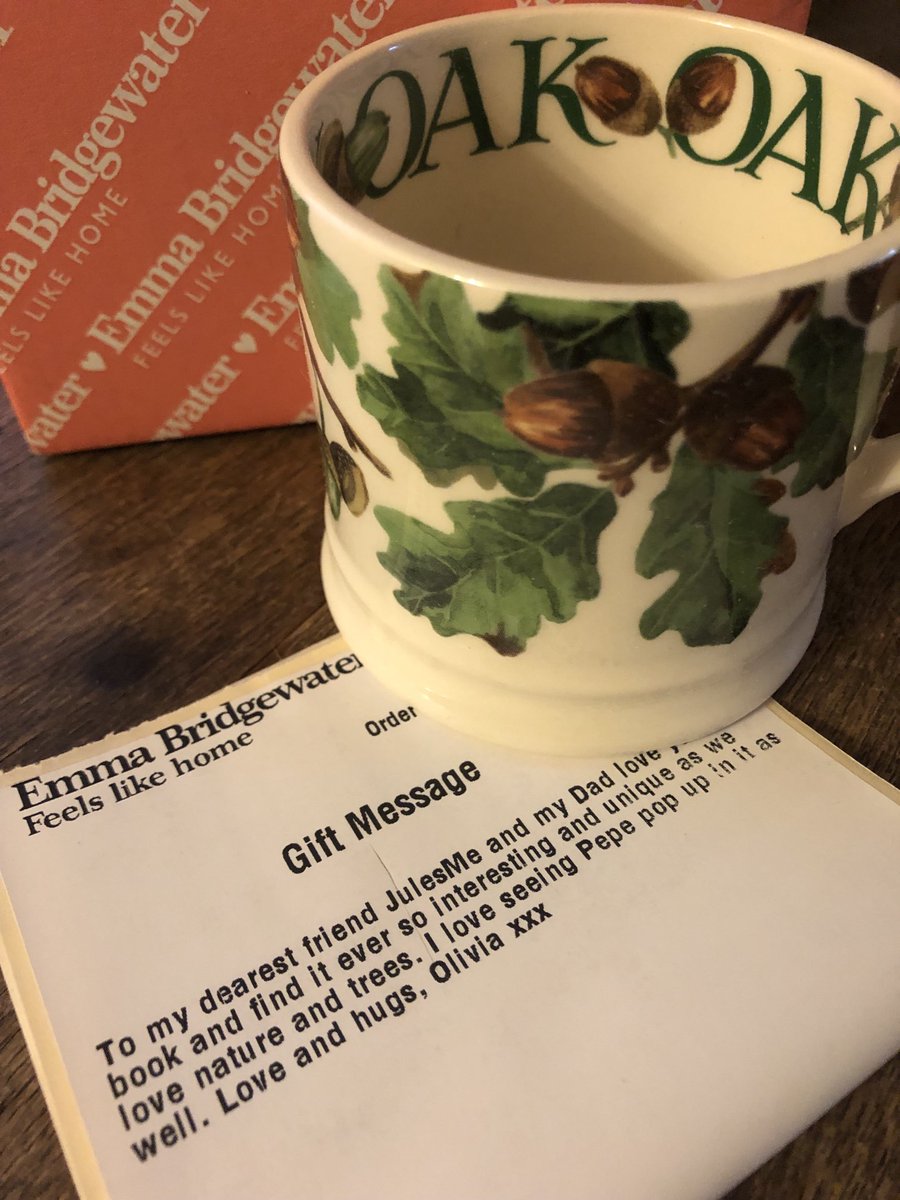 Emma Bridgewater
FEELS LIKE HOME
Emma Bridgewater
FEELS LIKE HOME
OAK OAK
Emma Bridgewater
Feels like home
Order
Gift Message
To my dearest friend JulesMe and my Dad love
book and find it ever so interesting and unique as we
love nature and trees. I love seeing Pepe pop up in it as
well. Love and hugs, Olivia xxx